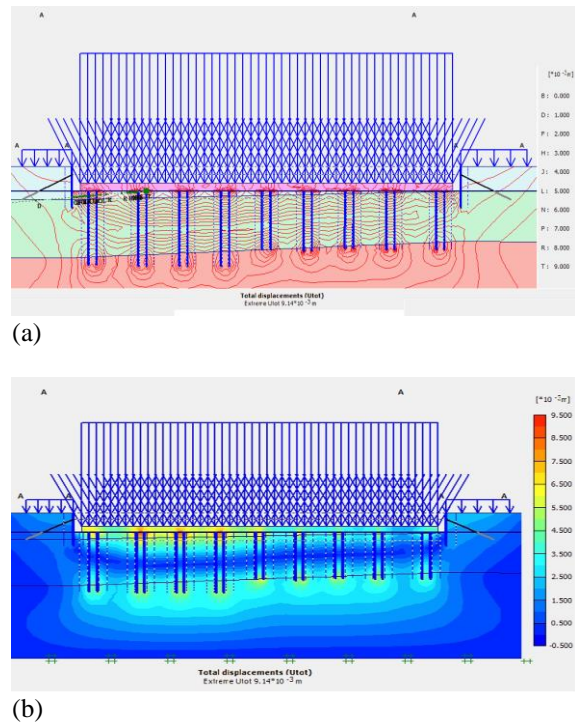 A A
[*10 -3m]
B : 0.000
D : 1.000
F : 2.000
H : 3.000
J : 4.000
L : 5.000
N : 6.000
P : 7.000
R : 8.000
T : 9.000
A A A A
D
Total displacements (Utot)
Extreme Utot 9.14*10 -3 m
(a)
A A
[*10 -3m]
9.500
8.500
7.500
6.500
5.500
4.500
3.500
2.500
1.500
0.500
-0.500
A A A A
Total displacements (Utot)
Extreme Utot 9.14*10 -3 m
(b)